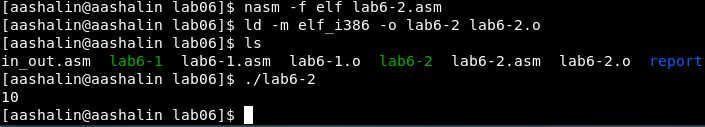 [aashalin@aashalin lab06]$ nasm -f elf lab6-2.asm
[aashalin@aashalin lab06]$ ld -m elf_i386 -o lab6-2 lab6-2.o
[aashalin@aashalin lab06]$ ls
in_out.asm lab6-1 lab6-1.asm lab6-1.o lab6-2 lab6-2.asm lab6-2.o report
[aashalin@aashalin lab06]$ ./lab6-2
10
[aashalin@aashalin lab06]$